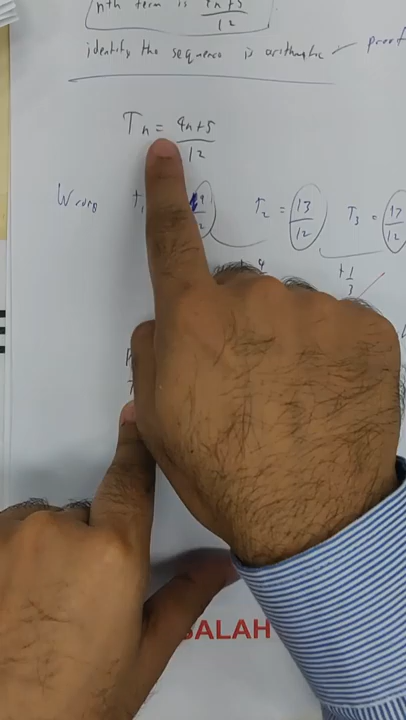 nth term is 4n+5/12
identify the sequence is arithmetic proof
Tn = 4n+5/12
Wrong T2 = 13/12 T3 = 17/12
+1/3
SALAH